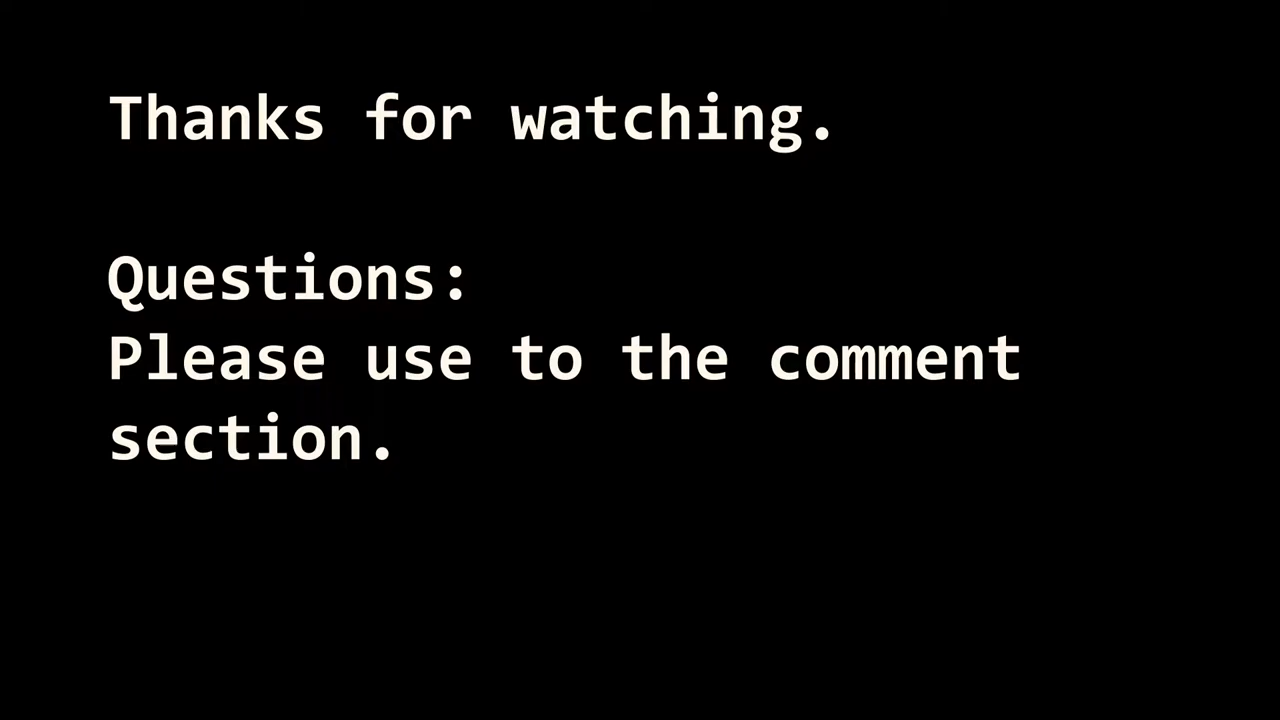 Thanks for watching.
Questions:
Please use to the comment
section.